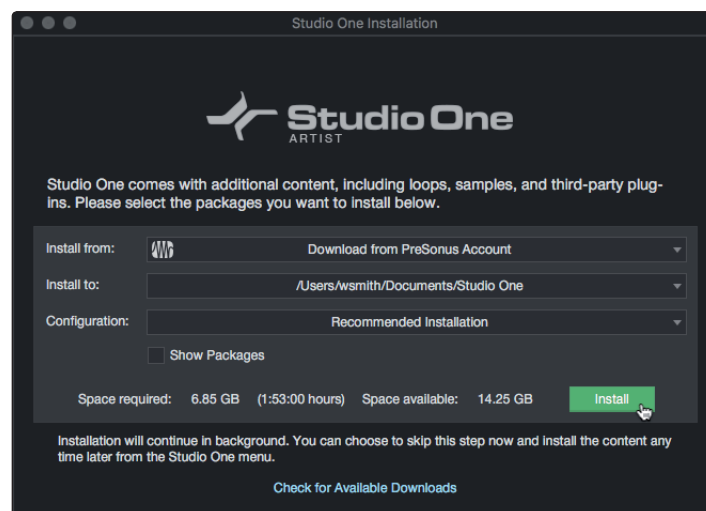 Studio One Installation
Studio One
ARTIST
Studio One comes with additional content, including loops, samples, and third-party plug-
ins. Please select the packages you want to install below.
Install from: Download from PreSonus Account
Install to: /Users/wsmith/Documents/Studio One
Configuration: Recommended Installation
Show Packages
Space required: 6.85 GB (1:53:00 hours) Space available: 14.25 GB Install
Installation will continue in background. You can choose to skip this step now and install the content any
time later from the Studio One menu.
Check for Available Downloads